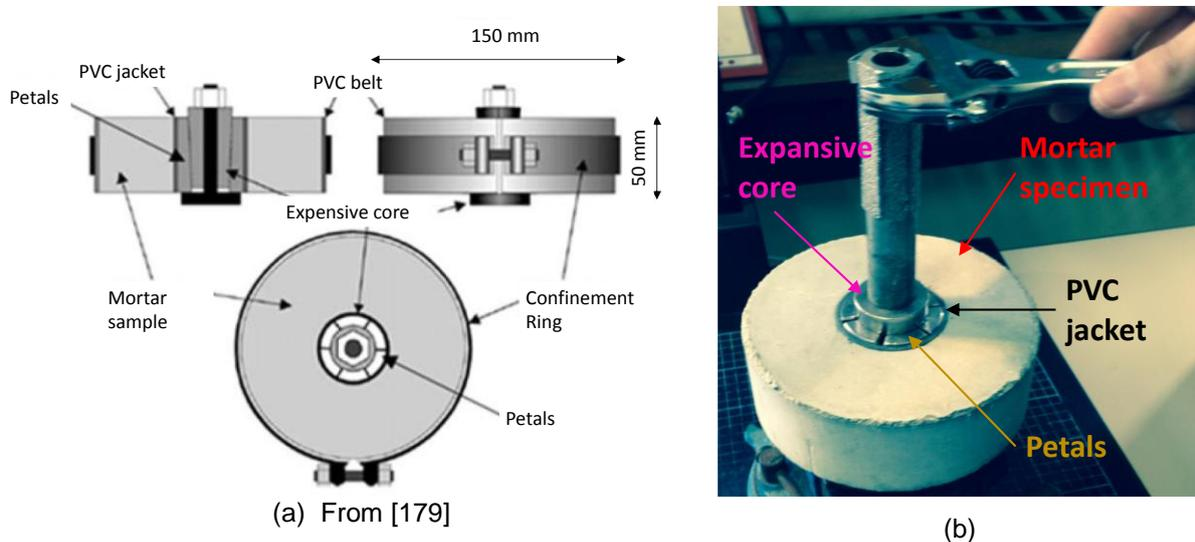 150 mm
PVC jacket
PVC belt
Petals
50 mm
Expensive core
Mortar
sample
Confinement
Ring
Petals
(a) From [179]
Expansive
core
Mortar
specimen
PVC
jacket
Petals
(b)